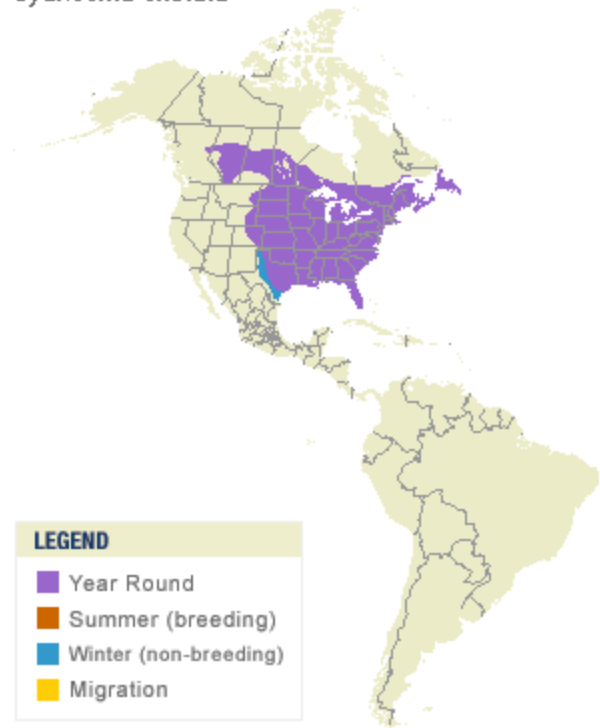 LEGEND
Year Round
Summer (breeding)
Winter (non-breeding)
Migration